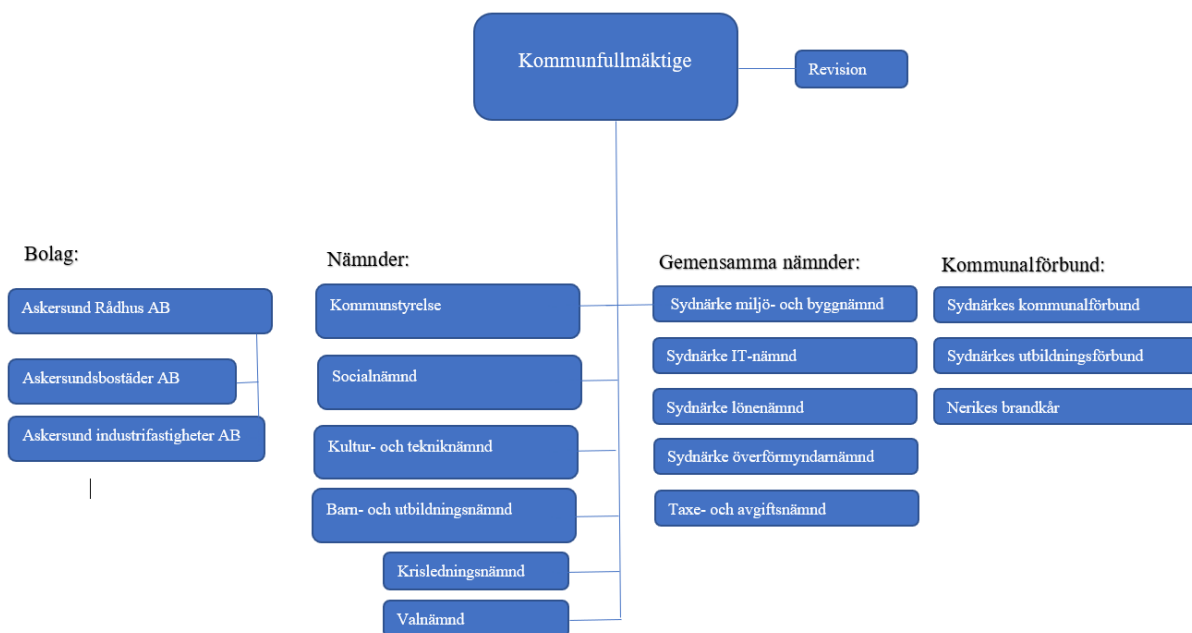 Kommunfullmäktige
Revision
Bolag:
Askersund Rådhus AB
Askersundsbostäder AB
Askersund industrifastigheter AB
Nämnder:
Kommunstyrelse
Socialnämnd
Kultur- och tekniknämnd
Barn- och utbildningsnämnd
Krisledningsnämnd
Valnämnd
Gemensamma nämnder:
Sydnärke miljö- och byggnämnd
Sydnärke IT-nämnd
Sydnärke lönenämnd
Sydnärke överförmyndarnämnd
Taxe- och avgiftsnämnd
Kommunalförbund:
Sydnärkes kommunalförbund
Sydnärkes utbildningsförbund
Nerikes brandkår